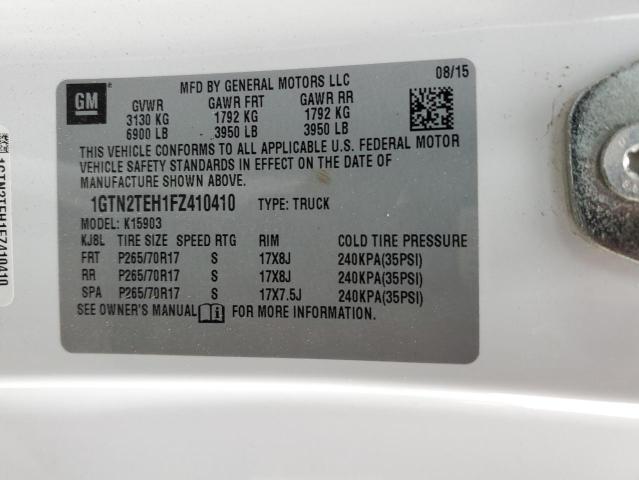 GM
MFD BY GENERAL MOTORS LLC
08/15
GVWR GAWR FRT GAWR RR
3130 KG 1792 KG 1792 KG
6900 LB 3950 LB 3950 LB
THIS VEHICLE CONFORMS TO ALL APPLICABLE U.S. FEDERAL MOTOR
VEHICLE SAFETY STANDARDS IN EFFECT ON THE DATE OF
MANUFACTURE SHOWN ABOVE.
1GTN2TEH1FZ410410 TYPE: TRUCK
MODEL: K15903
KJ8L TIRE SIZE SPEED RTG RIM COLD TIRE PRESSURE
FRT P265/70R17 S 17X8J 240KPA(35PSI)
RR P265/70R17 S 17X8J 240KPA(35PSI)
SPA P265/70R17 S 17X7.5J 240KPA(35PSI)
SEE OWNER'S MANUAL FOR MORE INFORMATION.
1GTN2TEH1FZ410410